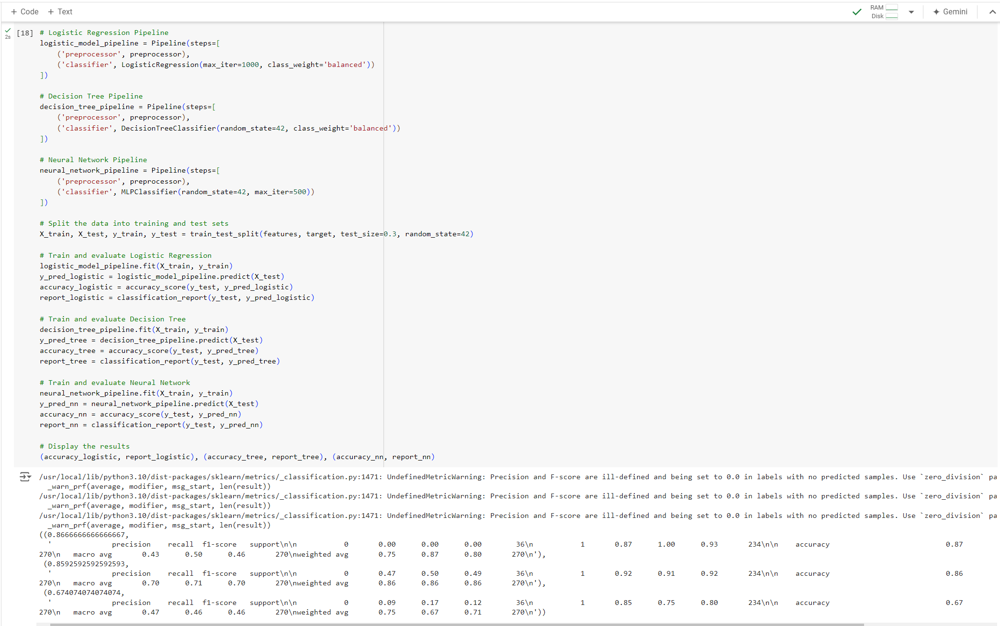 + Code + Text
RAM
Disk
Gemini
2s
[18] # Logistic Regression Pipeline
logistic_model_pipeline = Pipeline(steps=[
    ('preprocessor', preprocessor),
    ('classifier', LogisticRegression(max_iter=1000, class_weight='balanced'))
])
# Decision Tree Pipeline
decision_tree_pipeline = Pipeline(steps=[
    ('preprocessor', preprocessor),
    ('classifier', DecisionTreeClassifier(random_state=42, class_weight='balanced'))
])
# Neural Network Pipeline
neural_network_pipeline = Pipeline(steps=[
    ('preprocessor', preprocessor),
    ('classifier', MLPClassifier(random_state=42, max_iter=500))
])
# Split the data into training and test sets
X_train, X_test, y_train, y_test = train_test_split(features, target, test_size=0.3, random_state=42)
# Train and evaluate Logistic Regression
logistic_model_pipeline.fit(X_train, y_train)
y_pred_logistic = logistic_model_pipeline.predict(X_test)
accuracy_logistic = accuracy_score(y_test, y_pred_logistic)
report_logistic = classification_report(y_test, y_pred_logistic)
# Train and evaluate Decision Tree
decision_tree_pipeline.fit(X_train, y_train)
y_pred_tree = decision_tree_pipeline.predict(X_test)
accuracy_tree = accuracy_score(y_test, y_pred_tree)
report_tree = classification_report(y_test, y_pred_tree)
# Train and evaluate Neural Network
neural_network_pipeline.fit(X_train, y_train)
y_pred_nn = neural_network_pipeline.predict(X_test)
accuracy_nn = accuracy_score(y_test, y_pred_nn)
report_nn = classification_report(y_test, y_pred_nn)
# Display the results
(accuracy_logistic, report_logistic), (accuracy_tree, report_tree), (accuracy_nn, report_nn)
/usr/local/lib/python3.10/dist-packages/sklearn/metrics/_classification.py:1471: UndefinedMetricWarning: Precision and F-score are ill-defined and being set to 0.0 in labels with no predicted samples. Use `zero_division` pa
  _warn_prf(average, modifier, msg_start, len(result))
/usr/local/lib/python3.10/dist-packages/sklearn/metrics/_classification.py:1471: UndefinedMetricWarning: Precision and F-score are ill-defined and being set to 0.0 in labels with no predicted samples. Use `zero_division` pa
  _warn_prf(average, modifier, msg_start, len(result))
/usr/local/lib/python3.10/dist-packages/sklearn/metrics/_classification.py:1471: UndefinedMetricWarning: Precision and F-score are ill-defined and being set to 0.0 in labels with no predicted samples. Use `zero_division` pa
  _warn_prf(average, modifier, msg_start, len(result))
((0.8666666666666667,
  '              precision    recall  f1-score   support\n\n           0       0.00      0.00      0.00        36\n           1       0.87      1.00      0.93       234\n\n    accuracy                           0.87
270\n   macro avg       0.43      0.50      0.46       270\nweighted avg       0.75      0.87      0.80       270\n'),
 (0.8592592592592593,
  '              precision    recall  f1-score   support\n\n           0       0.47      0.50      0.49        36\n           1       0.92      0.91      0.92       234\n\n    accuracy                           0.86
270\n   macro avg       0.70      0.71      0.70       270\nweighted avg       0.86      0.86      0.86       270\n'),
 (0.674074074074074,
  '              precision    recall  f1-score   support\n\n           0       0.09      0.17      0.12        36\n           1       0.85      0.75      0.80       234\n\n    accuracy                           0.67
270\n   macro avg       0.47      0.46      0.46       270\nweighted avg       0.75      0.67      0.71       270\n'))